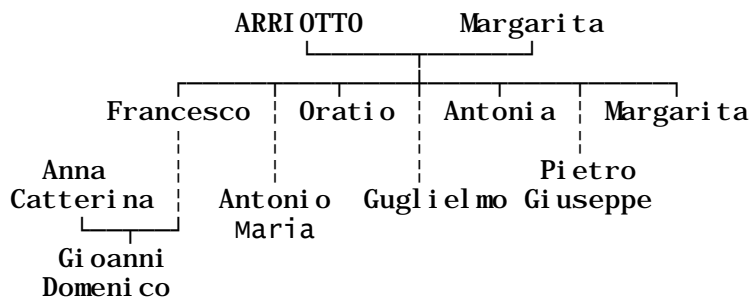 ARRIOTTO Margarita
Francesco Oratio Antonia Margarita
Anna Pietro
Catterina Antonio Guglielmo Giuseppe
Maria
Gioanni
Domenico